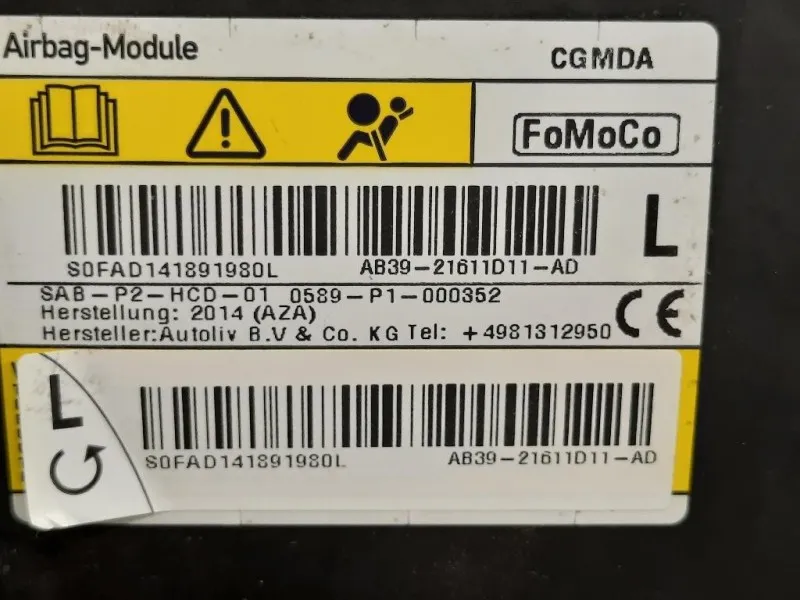 Airbag-Module
CGMDA
FoMoCo
L
S0FAD141891980L AB39-21611D11-AD
SAB-P2-HCD-01 0589-P1-000352
Herstellung: 2014 (AZA)
Hersteller:Autoliv B.V & Co. KG Tel: +4981312950
CE
L
S0FAD141891980L AB39-21611D11-AD